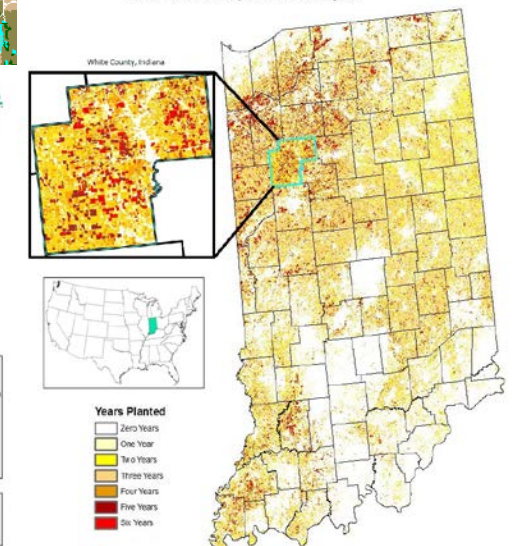 White County, Indiana
Years Planted
Zero Years
One Year
Two Years
Three Years
Four Years
Five Years
Six Years